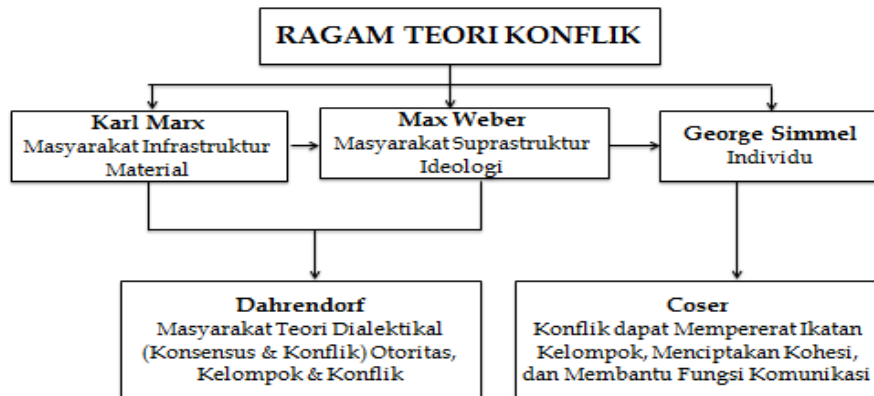 RAGAM TEORI KONFLIK
Karl Marx
Masyarakat Infrastruktur
Material
Max Weber
Masyarakat Suprastruktur
Ideologi
George Simmel
Individu
Dahrendorf
Masyarakat Teori Dialektikal
(Konsensus & Konflik) Otoritas,
Kelompok & Konflik
Coser
Konflik dapat Mempererat Ikatan
Kelompok, Menciptakan Kohesi,
dan Membantu Fungsi Komunikasi